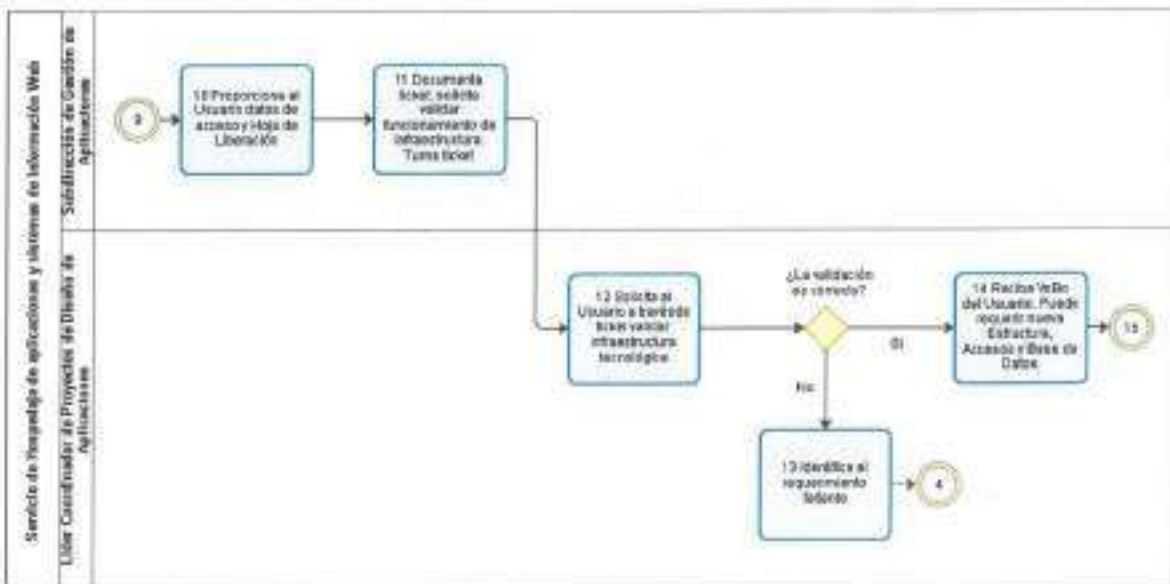 Servicio de Hospedaje de aplicaciones y sistemas de Información Web
Subdirección de Gestión de
Aplicaciones
9
10 Proporciona al
Usuario datos de
acceso y Hoja de
Liberación
11 Documenta
ticket, solicita
validar
funcionamiento de
infraestructura
Turna ticket
Líder Coordinador de Proyectos de Diseño de
Aplicaciones
12 Solicita al
Usuario a través de
ticket validar
infraestructura
tecnológica
¿La validación
es correcta?
Si
No
14 Recibe VoBo
del Usuario. Puede
requerir nueva
Estructura,
Accesos y Base de
Datos
15
13 Identifica el
requerimiento
faltante
4